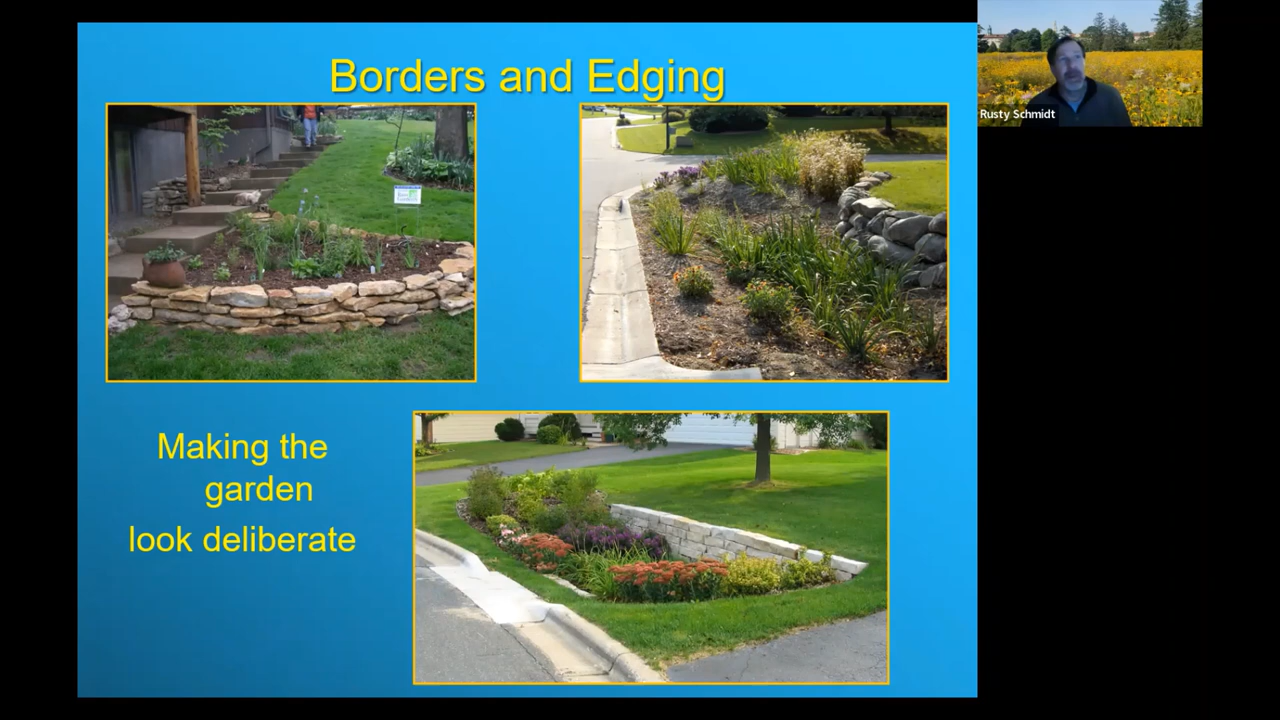 Borders and Edging
Rusty Schmidt
Making the
garden
look deliberate